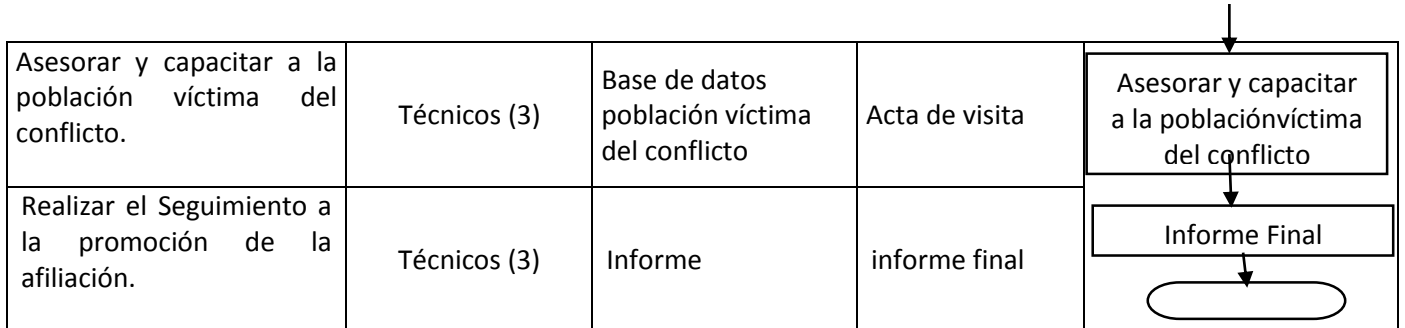 Asesorar y capacitar a la
población víctima del
conflicto.
Técnicos (3)
Base de datos
población víctima
del conflicto
Acta de visita
Asesorar y capacitar
a la poblaciónvíctima
del conflicto
Realizar el Seguimiento a
la promoción de la
afiliación.
Técnicos (3)
Informe
informe final
Informe Final